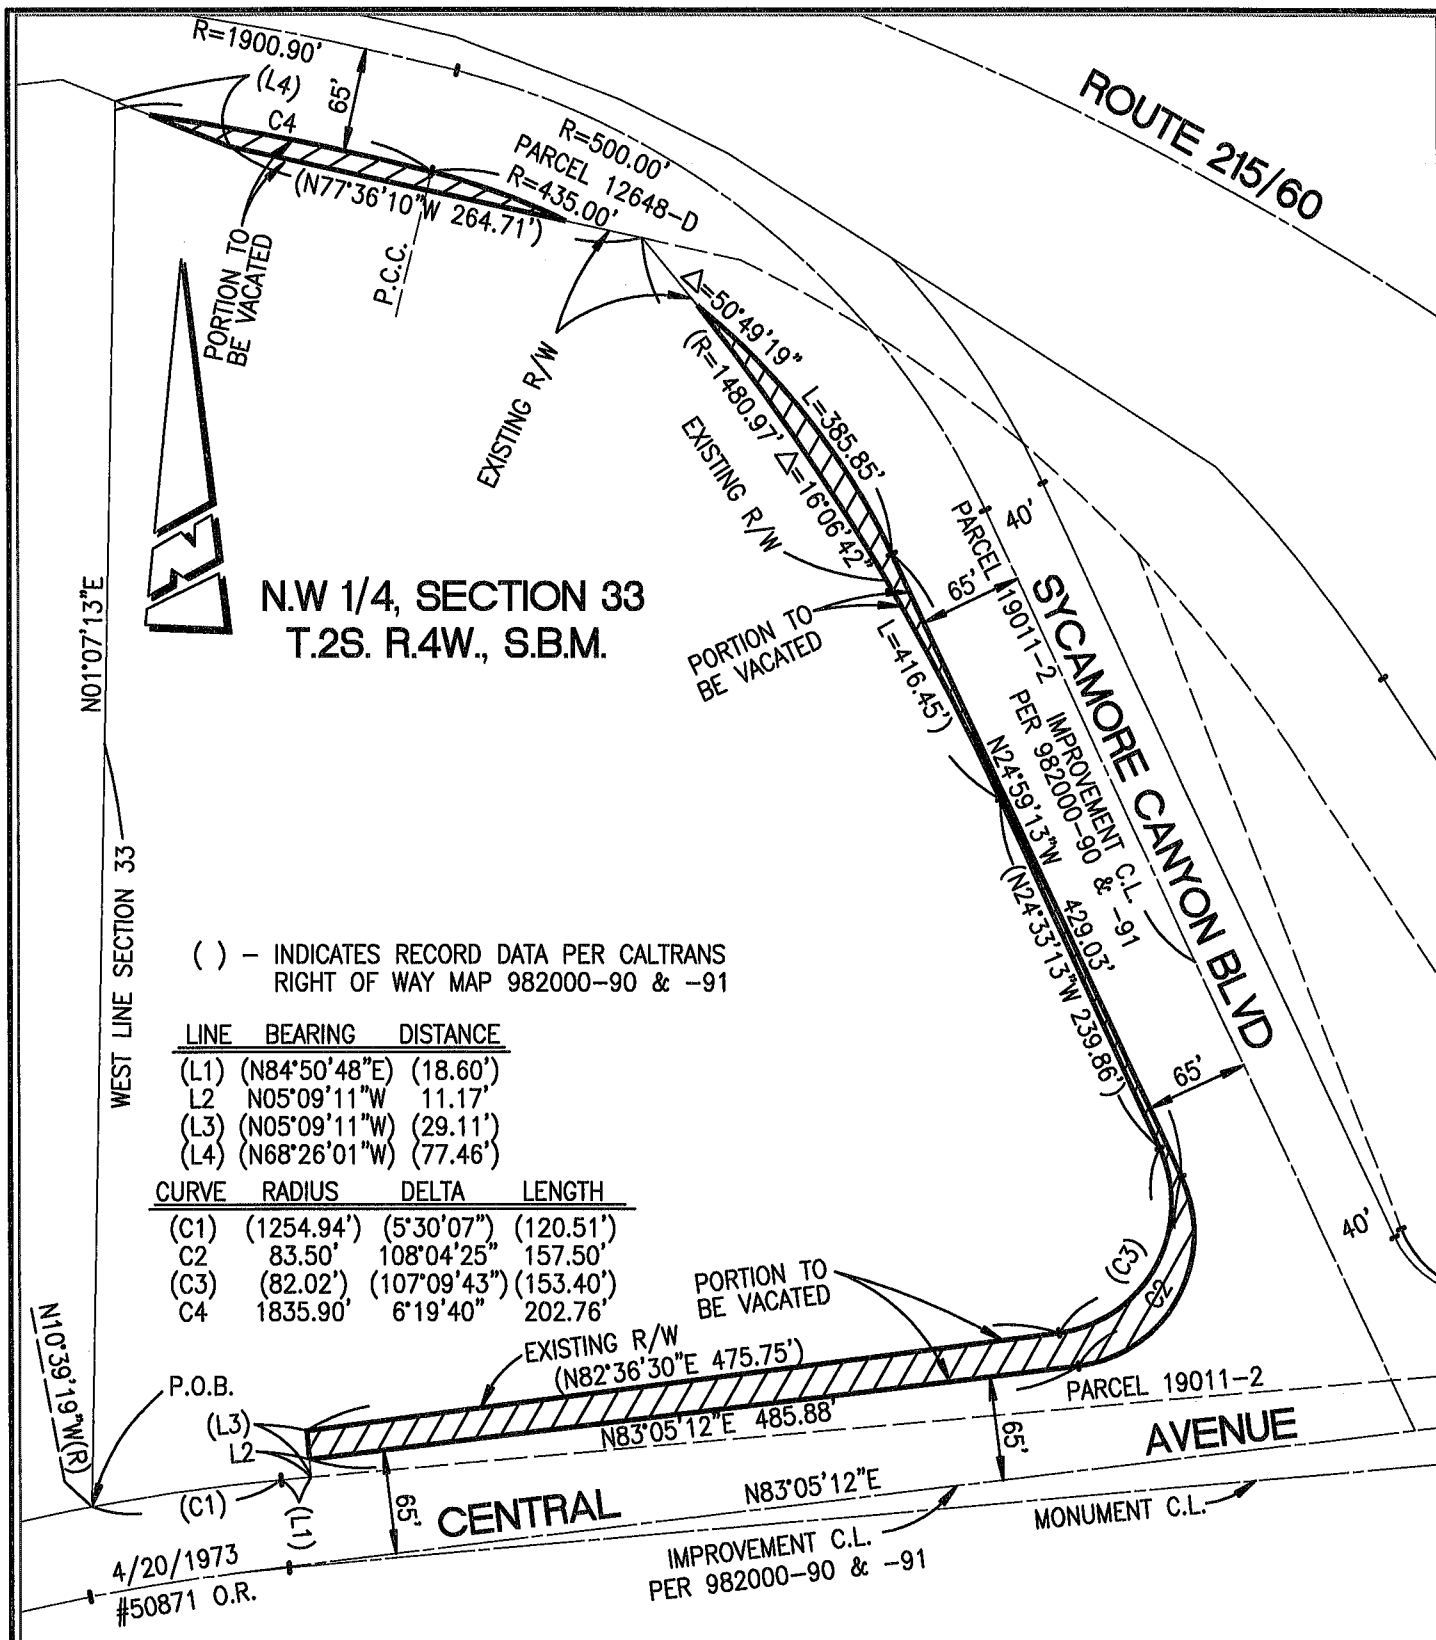 R=1900.90'
(L4)
C4
65'
R=500.00'
PARCEL 12648-D
R=435.00'
ROUTE 215/60
(N77°36'10"W 264.71')
P.C.C.
PORTION TO
BE VACATED
EXISTING R/W
Δ=50°49'19" L=385.85'
(R=1480.97' Δ=16°06'42"
L=416.45')
EXISTING R/W
PORTION TO
BE VACATED
40'
65'
PARCEL 19011-2
SYCAMORE CANYON BLVD
IMPROVEMENT C.L.
PER 982000-90 & -91
N24°59'13"W 429.03'
(N24°33'13"W 239.86')
65'
40'
N
N.W 1/4, SECTION 33
T.2S. R.4W., S.B.M.
N01°07'13"E
WEST LINE SECTION 33
( ) - INDICATES RECORD DATA PER CALTRANS
RIGHT OF WAY MAP 982000-90 & -91
LINE BEARING DISTANCE
(L1) (N84°50'48"E) (18.60')
L2 N05°09'11"W 11.17'
(L3) (N05°09'11"W) (29.11')
(L4) (N68°26'01"W) (77.46')
CURVE RADIUS DELTA LENGTH
(C1) (1254.94') (5°30'07") (120.51')
C2 83.50' 108°04'25" 157.50'
(C3) (82.02') (107°09'43") (153.40')
C4 1835.90' 6°19'40" 202.76'
(C3)
C2
PORTION TO
BE VACATED
EXISTING R/W
(N82°36'30"E 475.75')
N83°05'12"E 485.88'
N10°39'19"W(R)
P.O.B.
(L3)
L2
(C1)
(L1)
65'
65'
PARCEL 19011-2
CENTRAL AVENUE
N83°05'12"E
MONUMENT C.L.
IMPROVEMENT C.L.
PER 982000-90 & -91
4/20/1973
#50871 O.R.